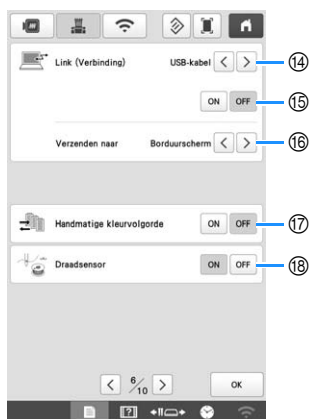 Link (Verbinding) USB-kabel < > ⑭
ON OFF ⑮
Verzenden naar Borduurscherm < > ⑯
Handmatige kleurvolgorde ON OFF ⑰
Draadsensor ON OFF ⑱
< 6/10 > OK